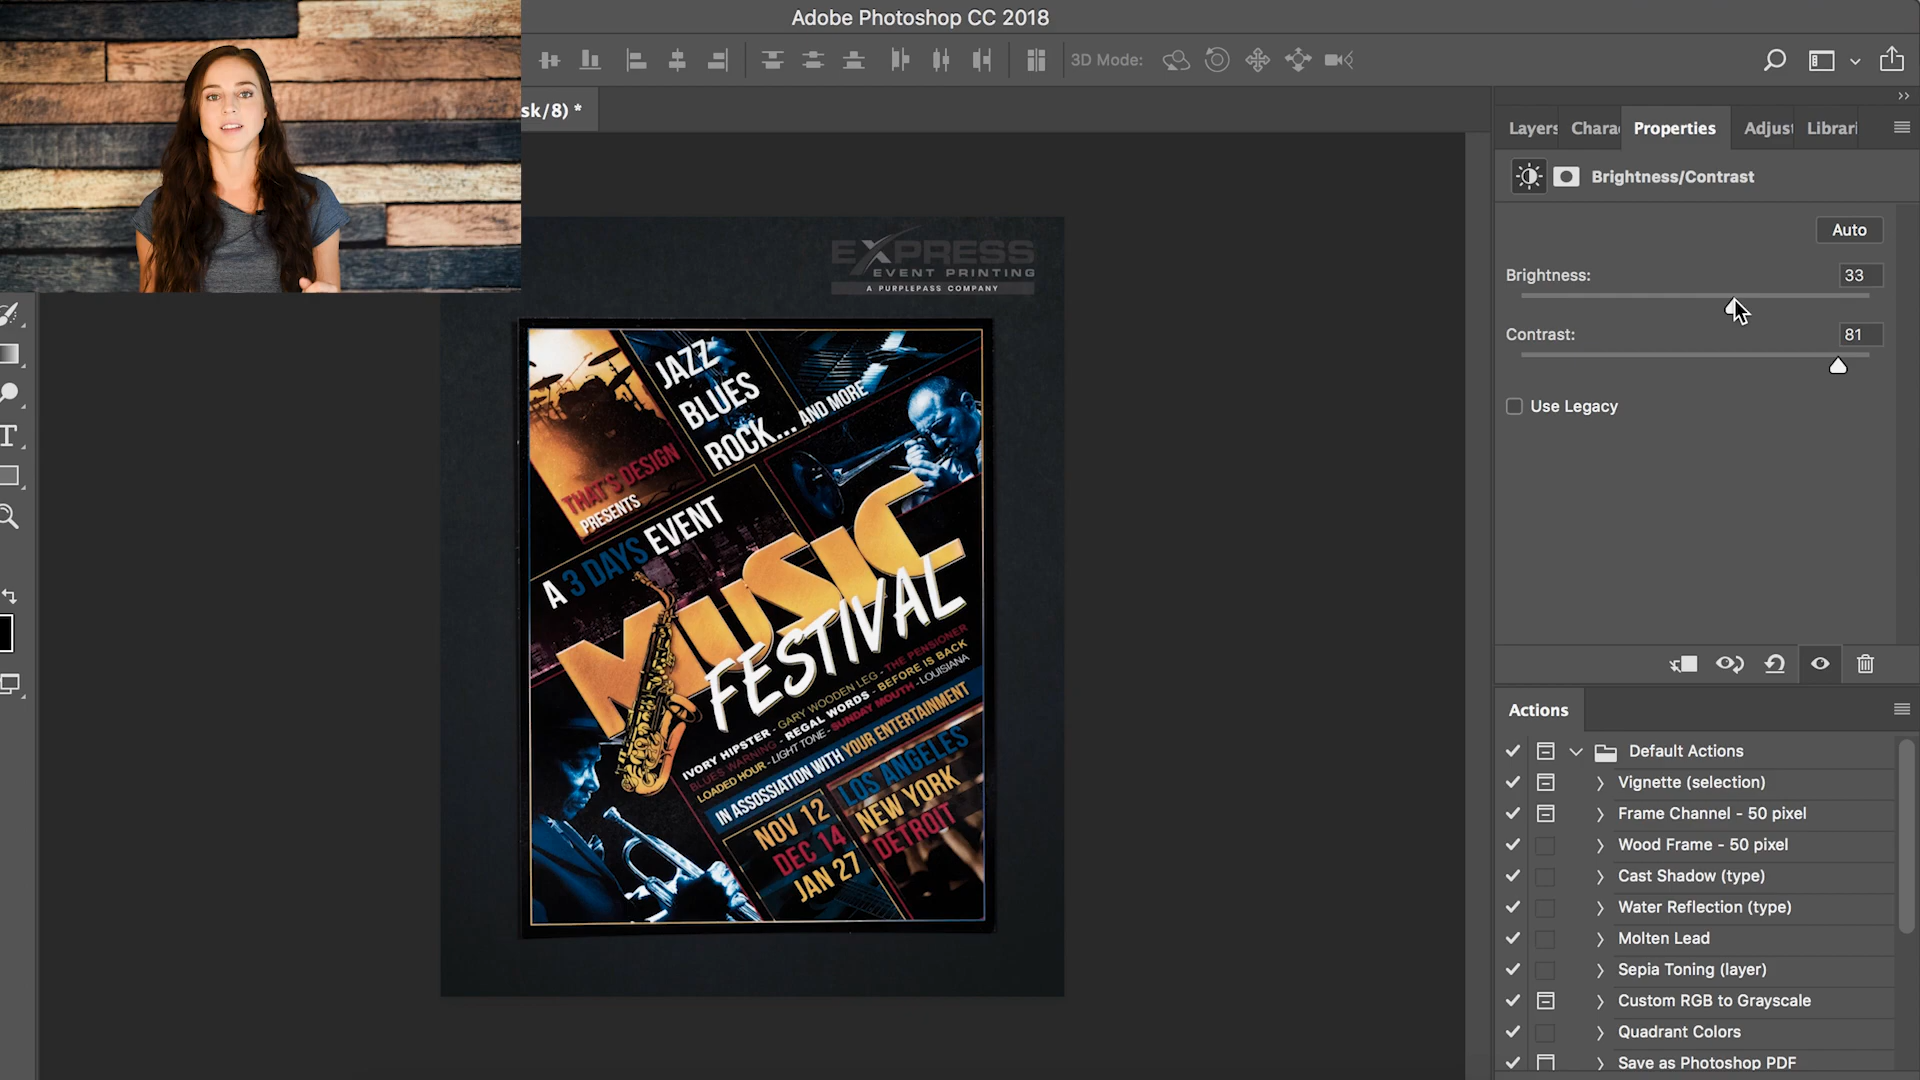 Adobe Photoshop CC 2018
3D Mode:
sk/8) *
Layers
Chara
Properties
Adjust
Librari
Brightness/Contrast
Auto
Brightness:
33
Contrast:
81
Use Legacy
EXPRESS
EVENT PRINTING
A PURPLEPASS COMPANY
JAZZ
BLUES
ROCK... AND MORE
THAT'S DESIGN
PRESENTS
A 3 DAYS EVENT
MUSIC
FESTIVAL
IVORY HIPSTER - GARY WOODEN LEG - THE PENSIONER
BLUES WARNING - REGAL WORDS - BEFORE IS BACK
LOADED HOUR - LIGHT TONE - SUNDAY MOUTH - LOUISIANA
IN ASSOSSIATION WITH YOUR ENTERTAINMENT
NOV 12
LOS ANGELES
DEC 14
NEW YORK
JAN 27
DETROIT
Actions
Default Actions
Vignette (selection)
Frame Channel - 50 pixel
Wood Frame - 50 pixel
Cast Shadow (type)
Water Reflection (type)
Molten Lead
Sepia Toning (layer)
Custom RGB to Grayscale
Quadrant Colors
Save as Photoshop PDF